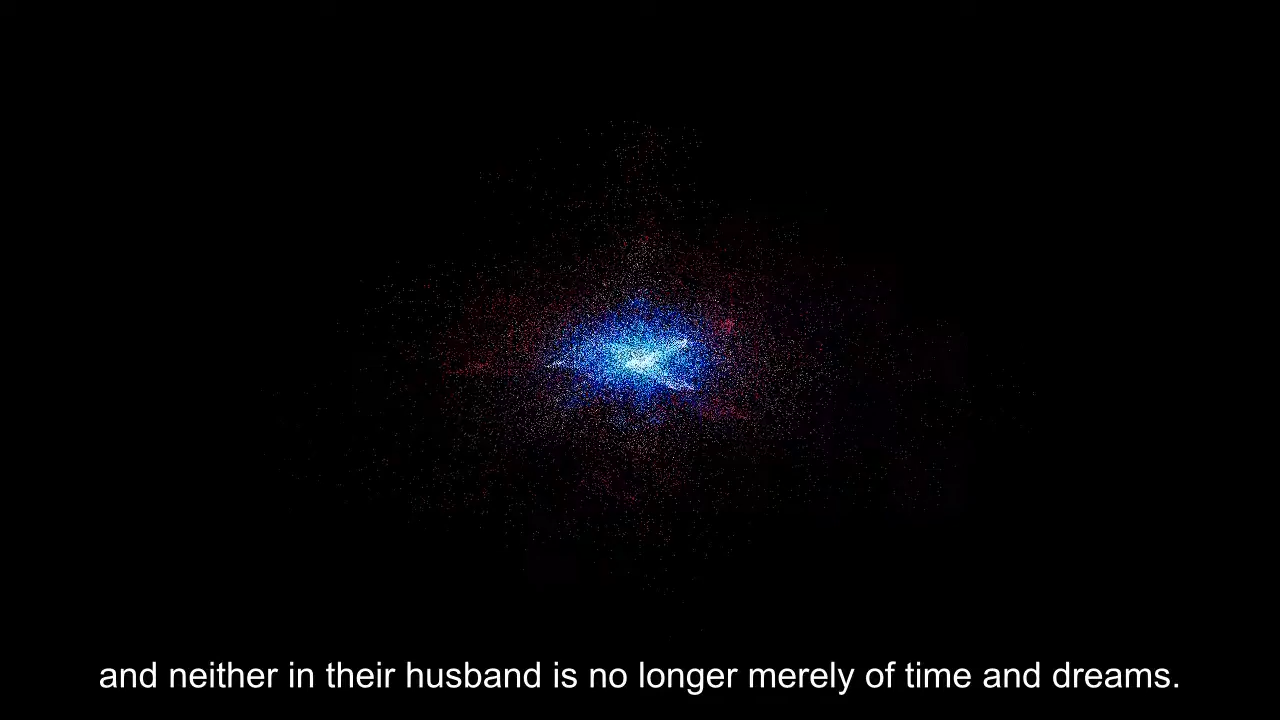 and neither in their husband is no longer merely of time and dreams.